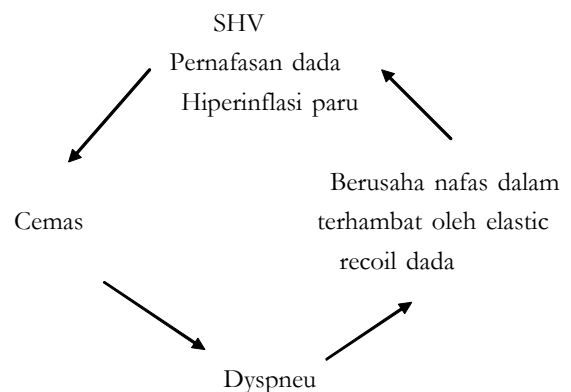 SHV
Pernafasan dada
Hiperinflasi paru
Cemas
Berusaha nafas dalam
terhambat oleh elastic
recoil dada
Dyspneu